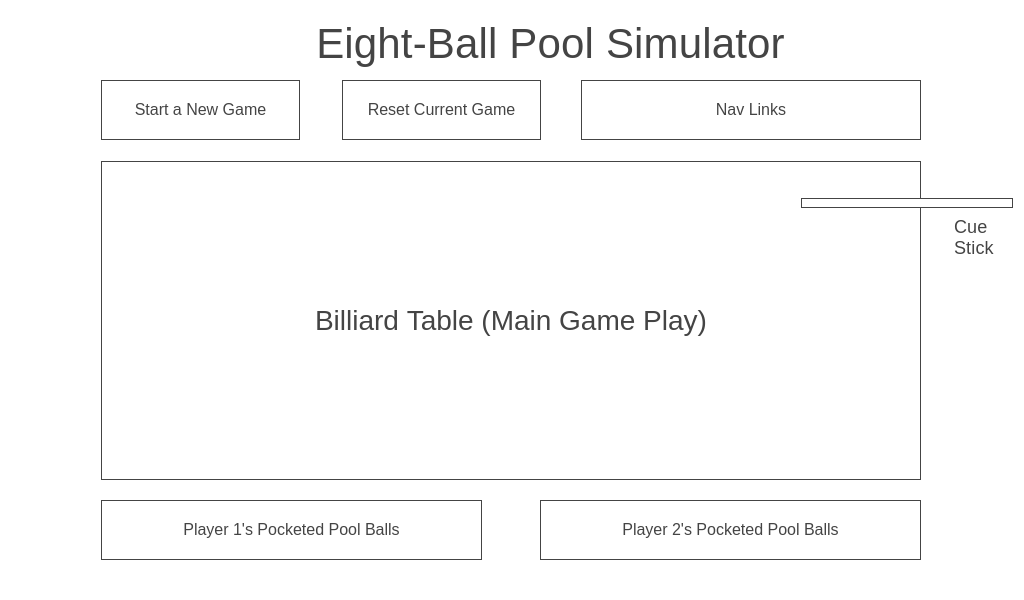 Eight-Ball Pool Simulator
Start a New Game
Reset Current Game
Nav Links
Cue
Stick
Billiard Table (Main Game Play)
Player 1's Pocketed Pool Balls
Player 2's Pocketed Pool Balls